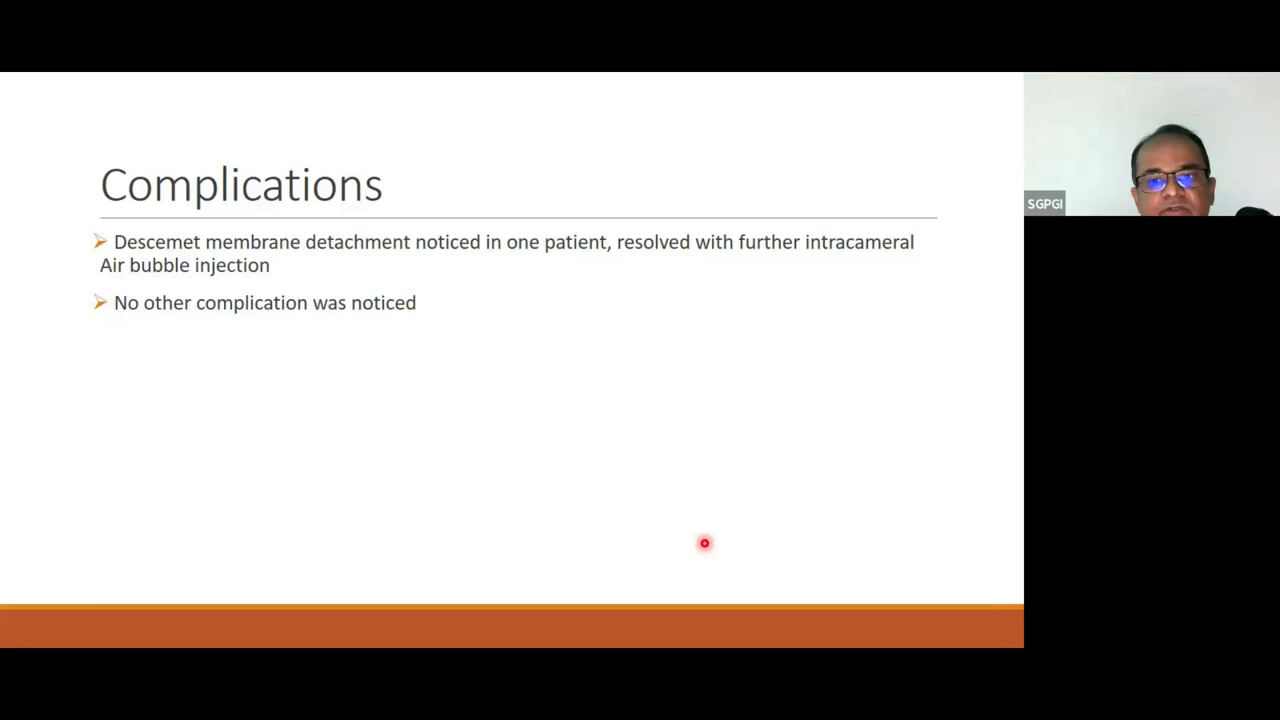 Complications
Descemet membrane detachment noticed in one patient, resolved with further intracameral
Air bubble injection
No other complication was noticed
SGPGI